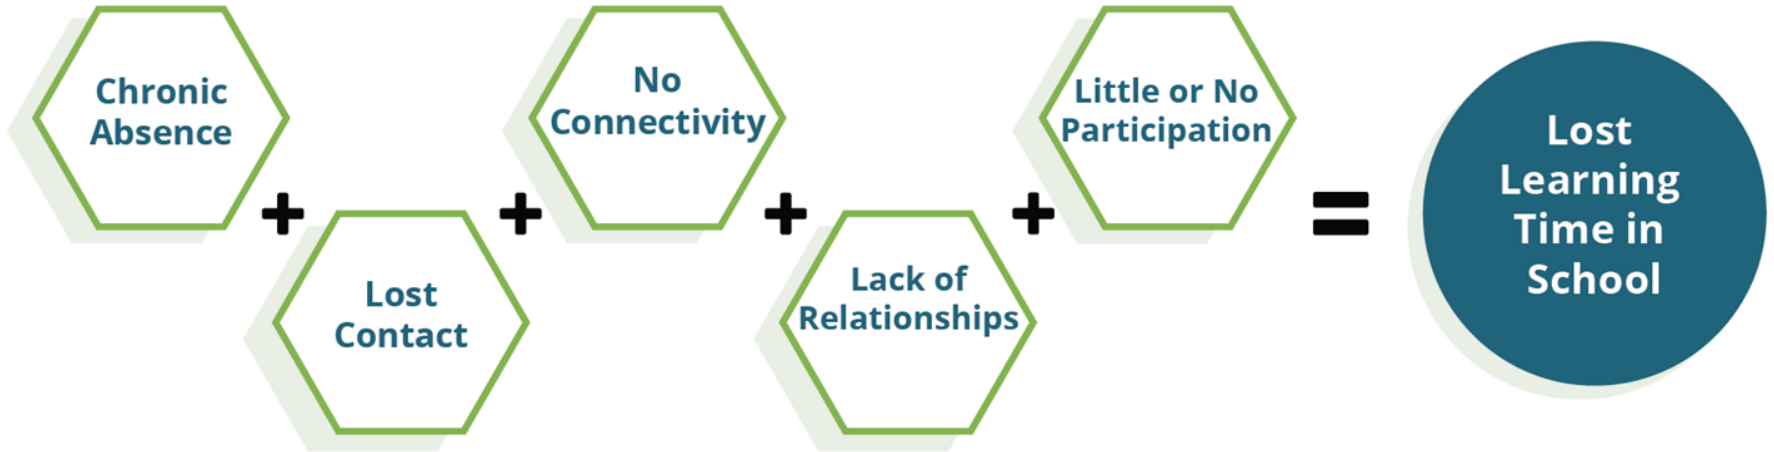 Chronic
Absence
+
Lost
Contact
+
No
Connectivity
+
Lack of
Relationships
+
Little or No
Participation
=
Lost
Learning
Time in
School